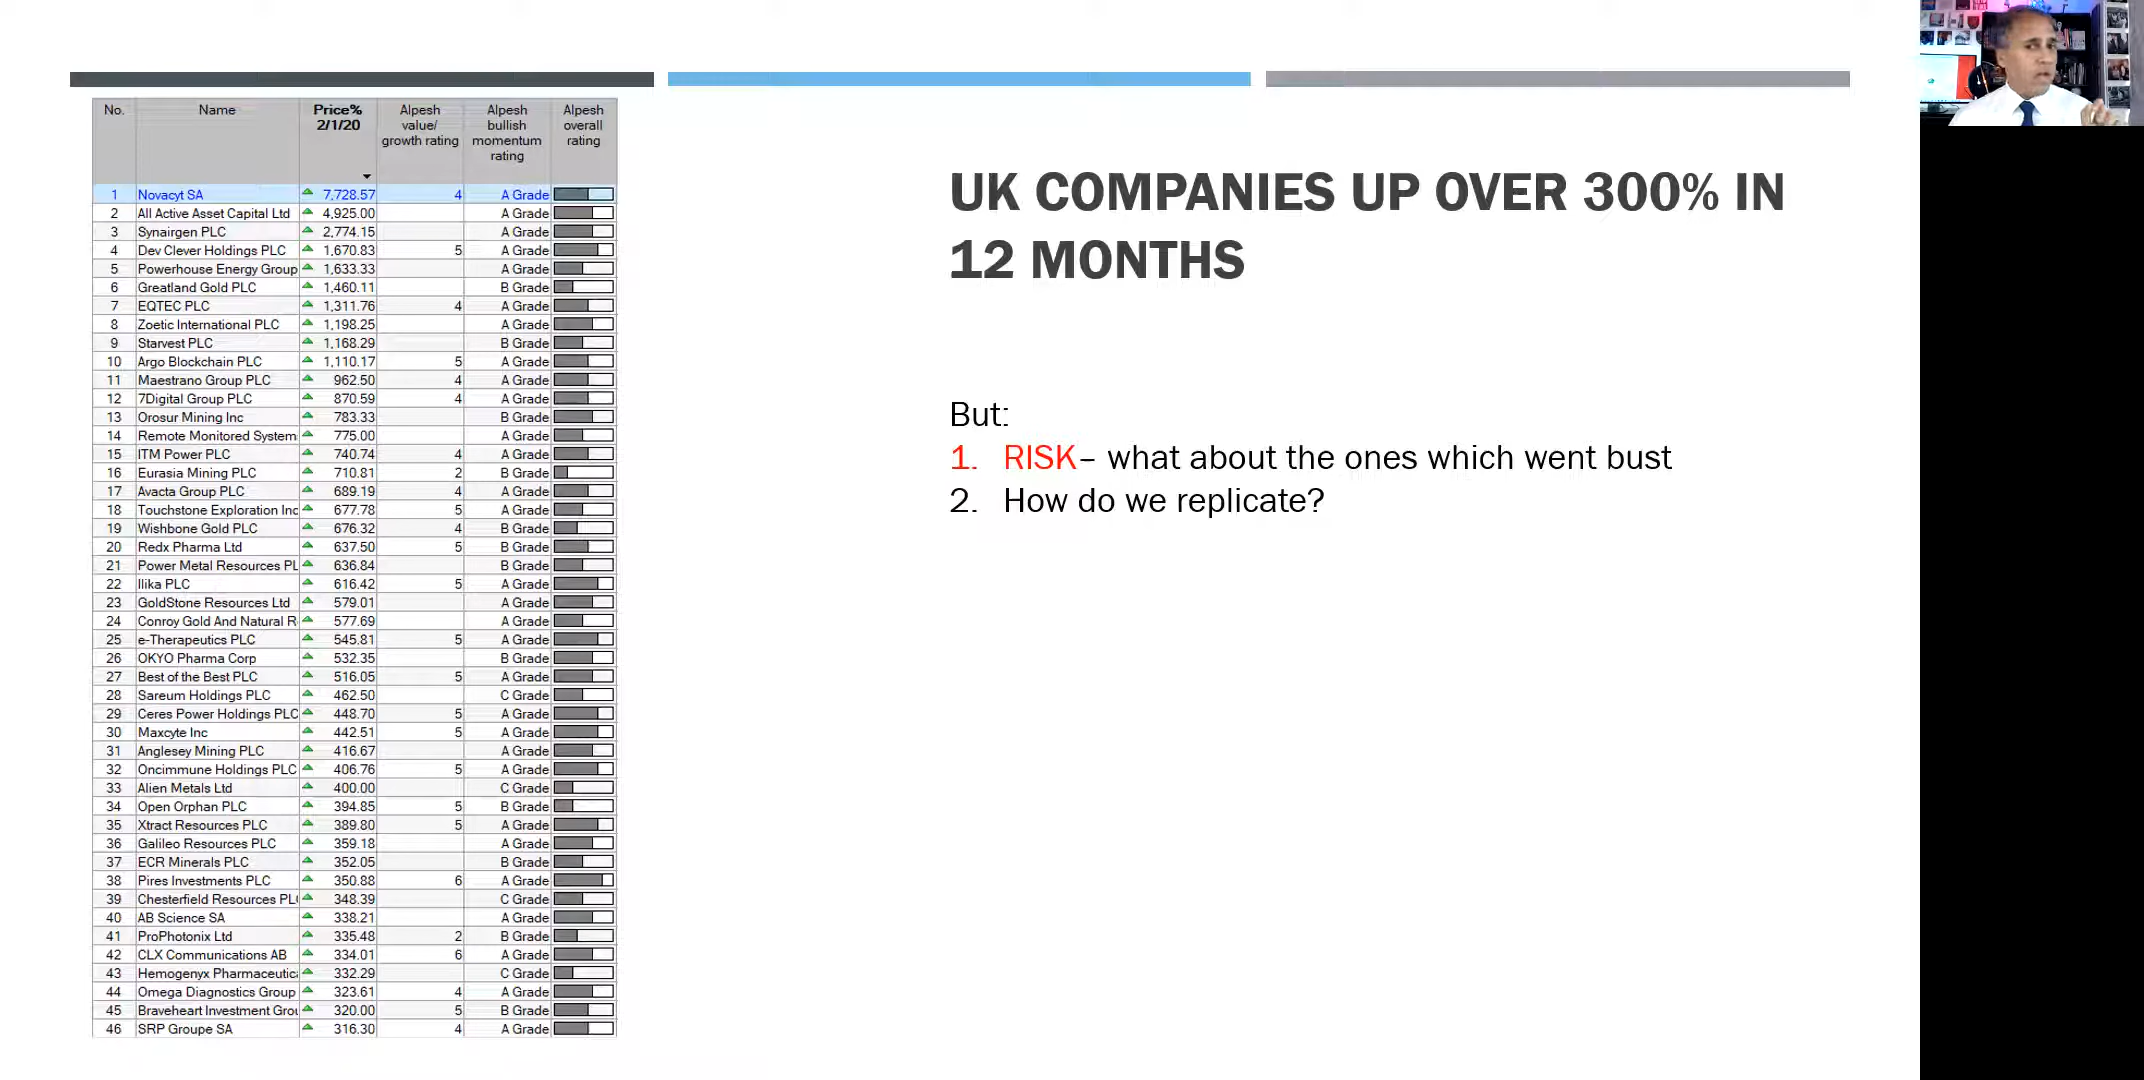 No. Name Price% 2/1/20 Alpesh value/ growth rating Alpesh bullish momentum rating Alpesh overall rating
1 Novacyt SA 7,728.57 4 A Grade
2 All Active Asset Capital Ltd 4,925.00 A Grade
3 Synairgen PLC 2,774.15 A Grade
4 Dev Clever Holdings PLC 1,670.83 5 A Grade
5 Powerhouse Energy Group 1,633.33 A Grade
6 Greatland Gold PLC 1,460.11 B Grade
7 EQTEC PLC 1,311.76 4 A Grade
8 Zoetic International PLC 1,198.25 A Grade
9 Starvest PLC 1,168.29 B Grade
10 Argo Blockchain PLC 1,110.17 5 A Grade
11 Maestrano Group PLC 962.50 4 A Grade
12 7Digital Group PLC 870.59 4 A Grade
13 Orosur Mining Inc 783.33 B Grade
14 Remote Monitored System 775.00 A Grade
15 ITM Power PLC 740.74 4 A Grade
16 Eurasia Mining PLC 710.81 2 B Grade
17 Avacta Group PLC 689.19 4 A Grade
18 Touchstone Exploration Inc 677.78 5 A Grade
19 Wishbone Gold PLC 676.32 4 B Grade
20 Redx Pharma Ltd 637.50 5 B Grade
21 Power Metal Resources PL 636.84 B Grade
22 Ilika PLC 616.42 5 A Grade
23 GoldStone Resources Ltd 579.01 A Grade
24 Conroy Gold And Natural R 577.69 A Grade
25 e-Therapeutics PLC 545.81 5 A Grade
26 OKYO Pharma Corp 532.35 B Grade
27 Best of the Best PLC 516.05 5 A Grade
28 Sareum Holdings PLC 462.50 C Grade
29 Ceres Power Holdings PLC 448.70 5 A Grade
30 Maxcyte Inc 442.51 5 A Grade
31 Anglesey Mining PLC 416.67 A Grade
32 Oncimmune Holdings PLC 406.76 5 A Grade
33 Alien Metals Ltd 400.00 C Grade
34 Open Orphan PLC 394.85 5 B Grade
35 Xtract Resources PLC 389.80 5 A Grade
36 Galileo Resources PLC 359.18 A Grade
37 ECR Minerals PLC 352.05 B Grade
38 Pires Investments PLC 350.88 6 A Grade
39 Chesterfield Resources PL 348.39 C Grade
40 AB Science SA 338.21 A Grade
41 ProPhotonix Ltd 335.48 2 B Grade
42 CLX Communications AB 334.01 6 A Grade
43 Hemogenyx Pharmaceutic 332.29 C Grade
44 Omega Diagnostics Group 323.61 4 A Grade
45 Braveheart Investment Gro 320.00 5 B Grade
46 SRP Groupe SA 316.30 4 A Grade
UK COMPANIES UP OVER 300% IN
12 MONTHS
But:
1. RISK– what about the ones which went bust
2. How do we replicate?